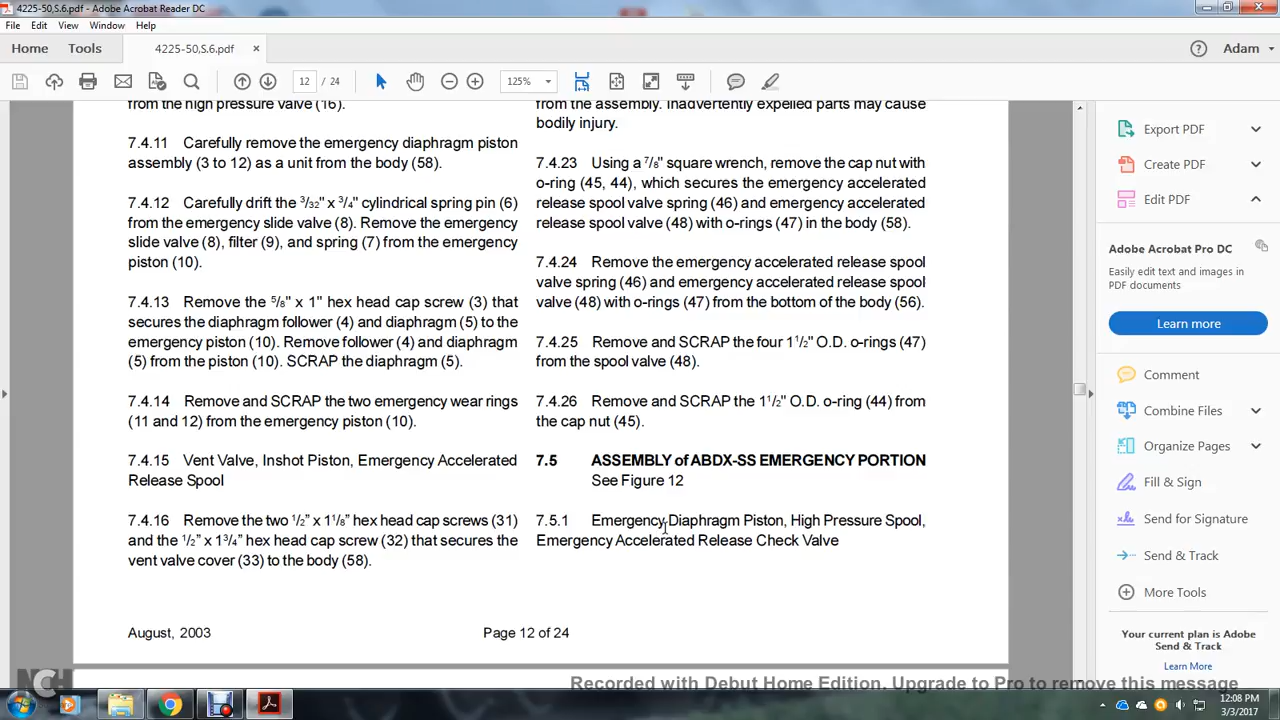 4225-50,S.6.pdf - Adobe Acrobat Reader DC
File Edit View Window Help
Home Tools 4225-50,S.6.pdf × Adam
12 / 24 125%
from the high pressure valve (16).
7.4.11 Carefully remove the emergency diaphragm piston
assembly (3 to 12) as a unit from the body (58).
7.4.12 Carefully drift the 3/32" x 3/4" cylindrical spring pin (6)
from the emergency slide valve (8). Remove the emergency
slide valve (8), filter (9), and spring (7) from the emergency
piston (10).
7.4.13 Remove the 5/8" x 1" hex head cap screw (3) that
secures the diaphragm follower (4) and diaphragm (5) to the
emergency piston (10). Remove follower (4) and diaphragm
(5) from the piston (10). SCRAP the diaphragm (5).
7.4.14 Remove and SCRAP the two emergency wear rings
(11 and 12) from the emergency piston (10).
7.4.15 Vent Valve, Inshot Piston, Emergency Accelerated
Release Spool
7.4.16 Remove the two 1/2" x 11/8" hex head cap screws (31)
and the 1/2" x 13/4" hex head cap screw (32) that secures the
vent valve cover (33) to the body (58).
from the assembly. Inadvertently expelled parts may cause
bodily injury.
7.4.23 Using a 7/8" square wrench, remove the cap nut with
o-ring (45, 44), which secures the emergency accelerated
release spool valve spring (46) and emergency accelerated
release spool valve (48) with o-rings (47) in the body (58).
7.4.24 Remove the emergency accelerated release spool
valve spring (46) and emergency accelerated release spool
valve (48) with o-rings (47) from the bottom of the body (56).
7.4.25 Remove and SCRAP the four 11/2" O.D. o-rings (47)
from the spool valve (48).
7.4.26 Remove and SCRAP the 11/2" O.D. o-ring (44) from
the cap nut (45).
7.5 ASSEMBLY of ABDX-SS EMERGENCY PORTION
See Figure 12
7.5.1 Emergency Diaphragm Piston, High Pressure Spool,
Emergency Accelerated Release Check Valve
August, 2003 Page 12 of 24
Export PDF
Create PDF
Edit PDF
Adobe Acrobat Pro DC
Easily edit text and images in
PDF documents
Learn more
Comment
Combine Files
Organize Pages
Fill & Sign
Send for Signature
Send & Track
More Tools
Your current plan is Adobe
Send & Track
Learn More
NCH
Recorded with Debut Home Edition. Upgrade to Pro to remove this message
12:08 PM
3/3/2017